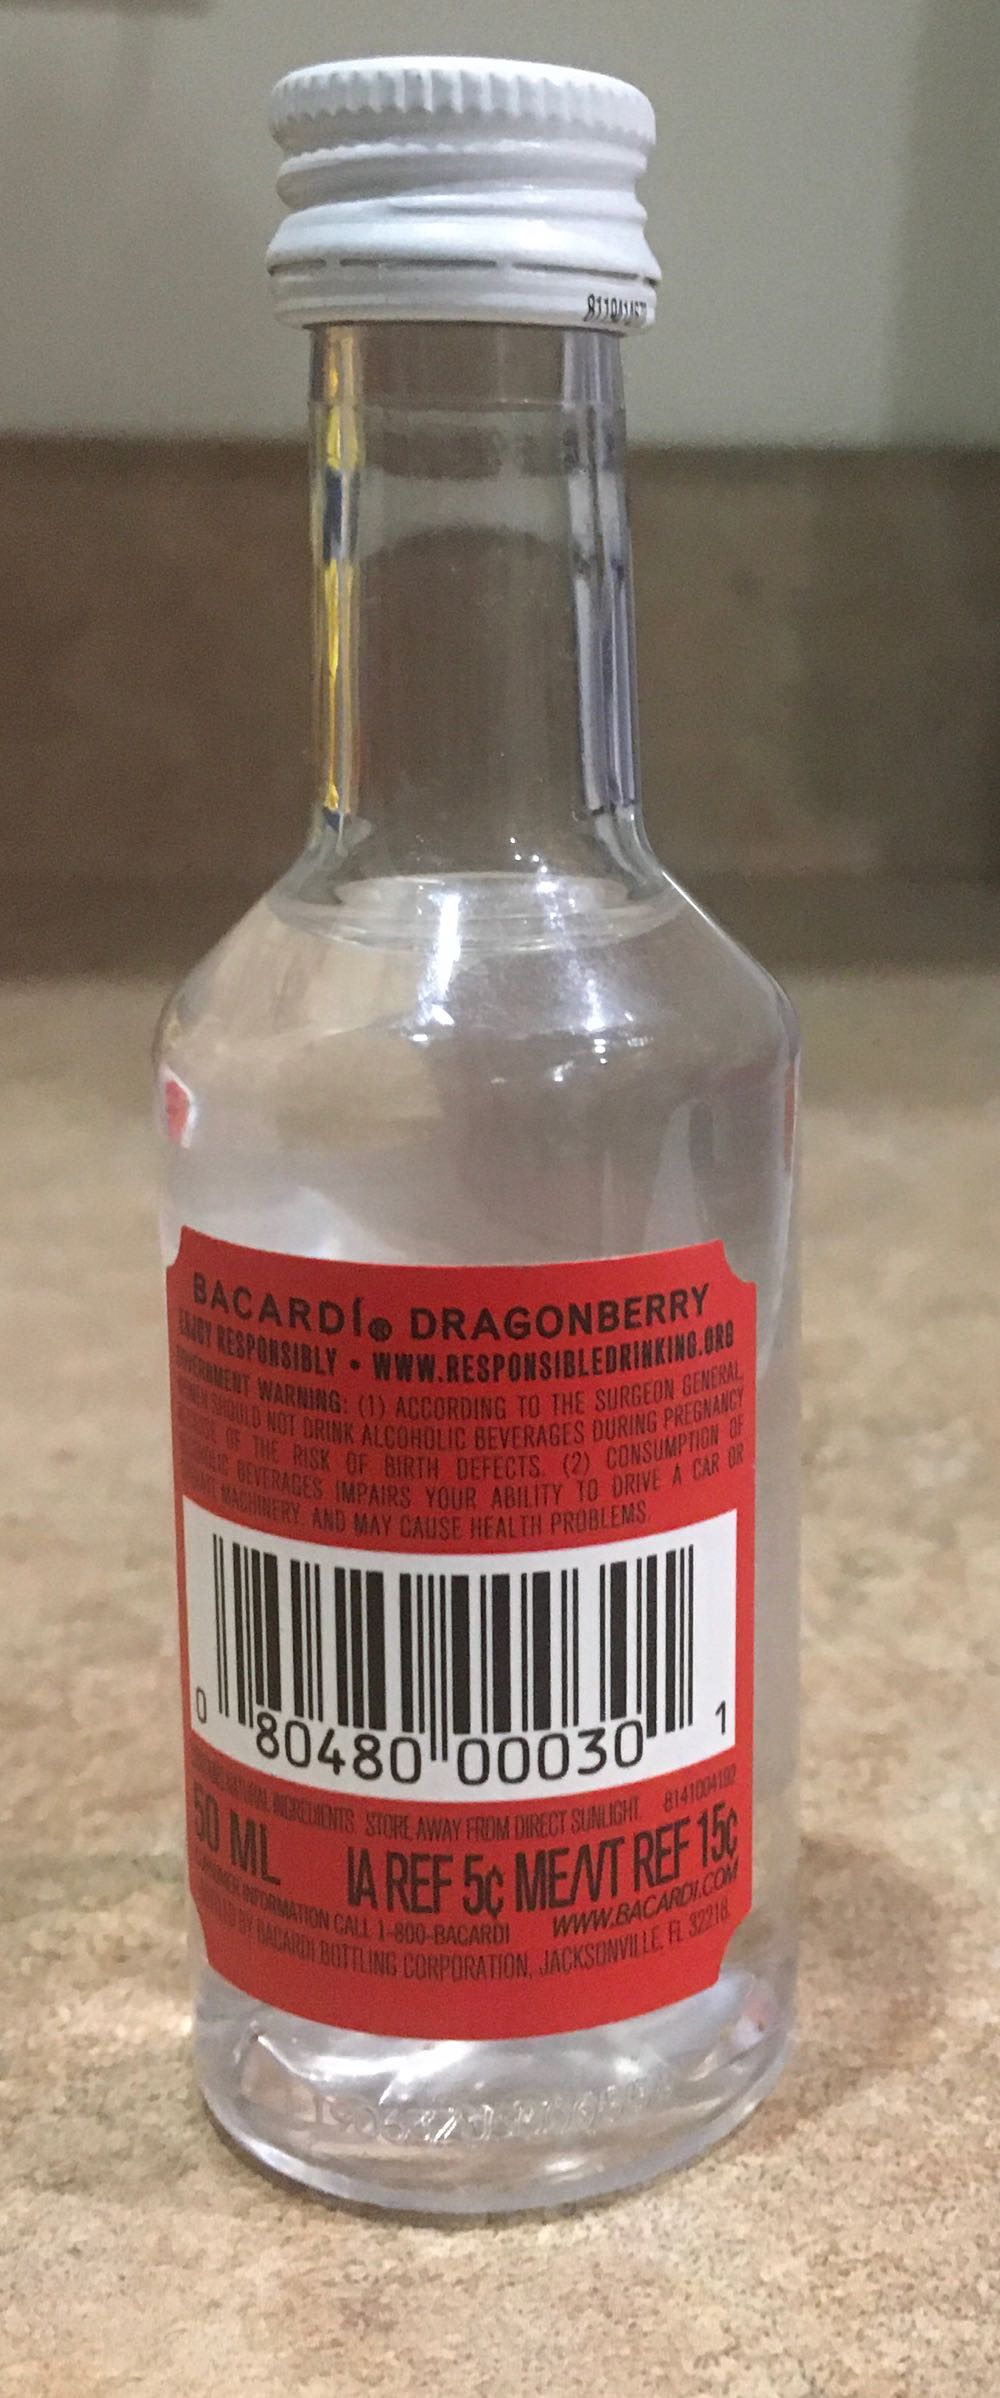 BACARDÍ® DRAGONBERRY
ENJOY RESPONSIBLY • WWW.RESPONSIBLEDRINKING.ORG
GOVERNMENT WARNING: (1) ACCORDING TO THE SURGEON GENERAL,
WOMEN SHOULD NOT DRINK ALCOHOLIC BEVERAGES DURING PREGNANCY
BECAUSE OF THE RISK OF BIRTH DEFECTS. (2) CONSUMPTION OF
ALCOHOLIC BEVERAGES IMPAIRS YOUR ABILITY TO DRIVE A CAR OR
OPERATE MACHINERY, AND MAY CAUSE HEALTH PROBLEMS.
0 80480 00030 1
NATURAL INGREDIENTS. STORE AWAY FROM DIRECT SUNLIGHT. 8141004192
50 ML IA REF 5¢ ME/VT REF 15¢
INFORMATION CALL 1-800-BACARDI WWW.BACARDI.COM
BY BACARDI BOTTLING CORPORATION, JACKSONVILLE, FL 32218.